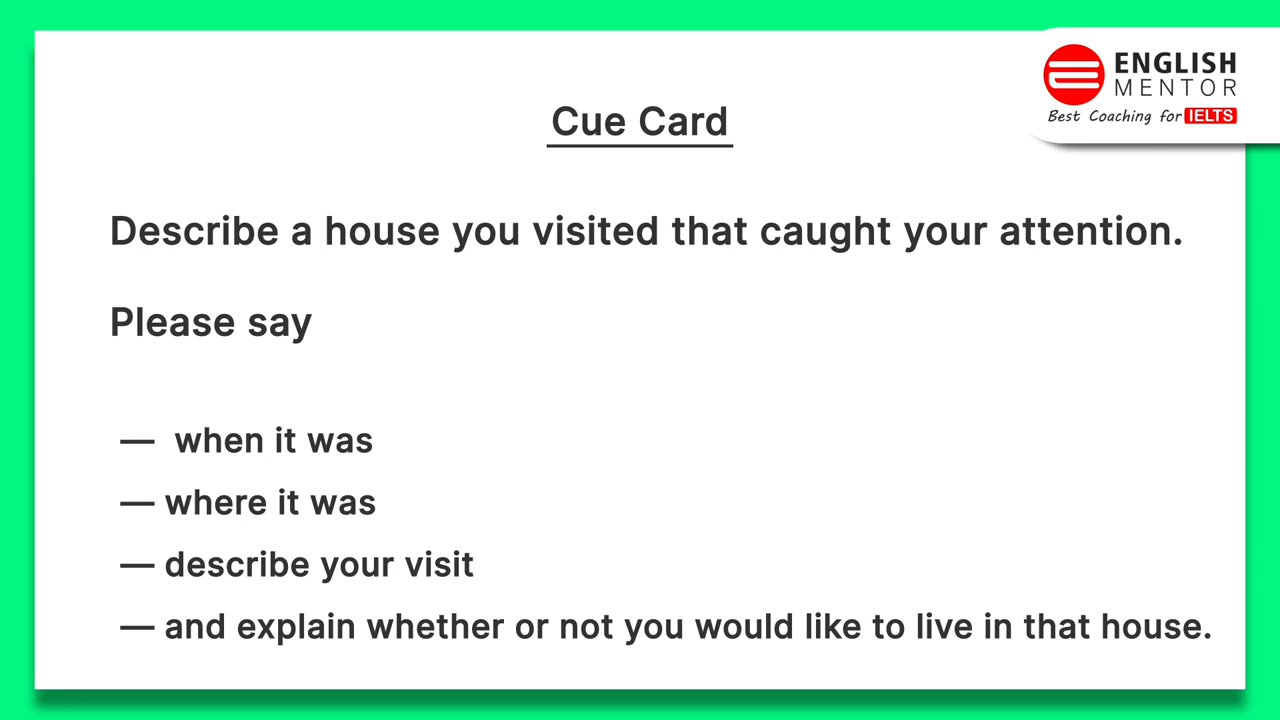 ENGLISH
MENTOR
Best Coaching for IELTS
Cue Card
Describe a house you visited that caught your attention.
Please say
— when it was
— where it was
— describe your visit
— and explain whether or not you would like to live in that house.